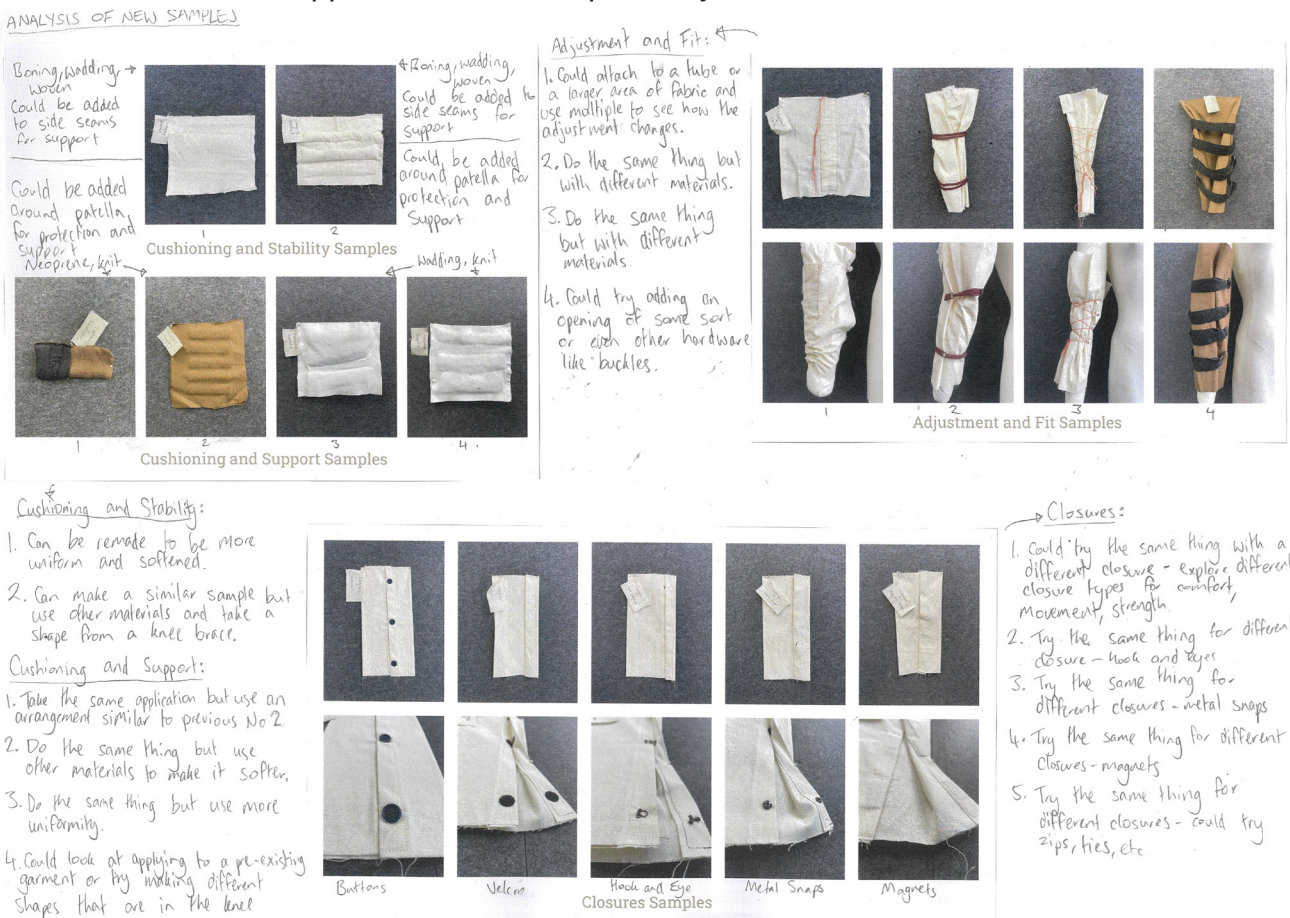 ANALYSIS OF NEW SAMPLES
Boning, wadding,
woven
Could be added
to side seams
for support
Could be added
around patella
for protection and
support
Boning, wadding,
woven
Could be added to
side seams for
support
Could be added
around patella for
protection and
support
1
2
Cushioning and Stability Samples
Neoprene, knit
Wadding, knit
1
2
3
4.
Cushioning and Support Samples
Adjustment and Fit:
1. Could attach to a tube or
a larger area of fabric and
use multiple to see how the
adjustment changes.
2. Do the same thing but
with different materials.
3. Do the same thing
but with different
materials.
4. Could try adding an
opening of some sort
or even other hardware
like buckles.
1
2
3
4
Adjustment and Fit Samples
Cushioning and Stability:
1. Can be remade to be more
uniform and softened.
2. Can make a similar sample but
use other materials and take a
shape from a knee brace.
Cushioning and Support:
1. Take the same application but use an
arrangement similar to previous No 2
2. Do the same thing but use
other materials to make it softer.
3. Do the same thing but use more
uniformity.
4. Could look at applying to a pre-existing
garment or try making different
shapes that are in the knee
Buttons
Velcro
Hook and Eye
Metal Snaps
Magnets
Closures Samples
Closures:
1. Could try the same thing with a
different closure - explore different
closure types for comfort,
movement, strength.
2. Try the same thing for different
closure - hook and eyes
3. Try the same thing for
different closures - metal snaps
4. Try the same thing for different
closures - magnets
5. Try the same thing for
different closures - could try
zips, ties, etc.